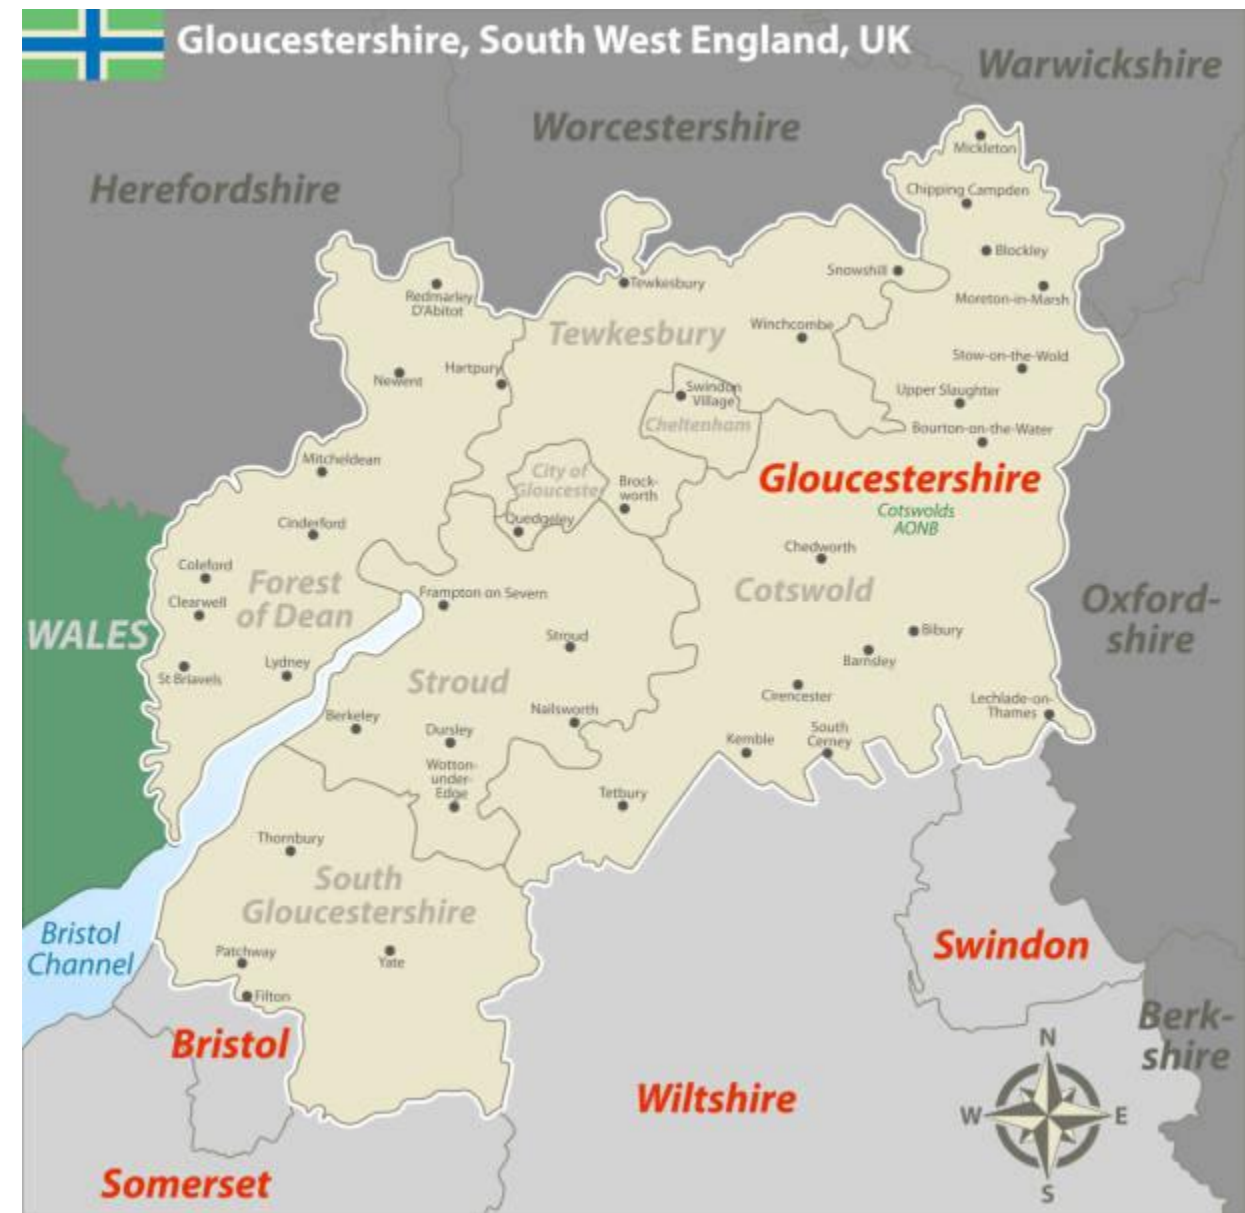 Gloucestershire, South West England, UK
Warwickshire
Worcestershire
Herefordshire
Mickleton
Chipping Campden
Blockley
Snowshill
Moreton-in-Marsh
Redmarley
D'Abitot
Tewkesbury
Tewkesbury
Winchcombe
Stow-on-the-Wold
Hartpury
Newent
Swindon
Village
Upper Slaughter
Cheltenham
Bourton-on-the-Water
Mitcheldean
City of
Gloucester
Brock-
worth
Gloucestershire
Cotswolds
AONB
Cinderford
Quedgeley
Chedworth
Coleford
Forest
of Dean
Clearwell
Frampton on Severn
Cotswold
Oxford-
shire
WALES
Stroud
Bibury
Barnsley
St Briavels
Lydney
Stroud
Cirencester
Lechlade-on-
Thames
Berkeley
Nailsworth
Dursley
Kemble
South
Cerney
Wotton-
under-
Edge
Tetbury
Thornbury
South
Gloucestershire
Bristol
Channel
Patchway
Yate
Swindon
Filton
Bristol
Berk-
shire
N
Wiltshire
W
E
Somerset
S